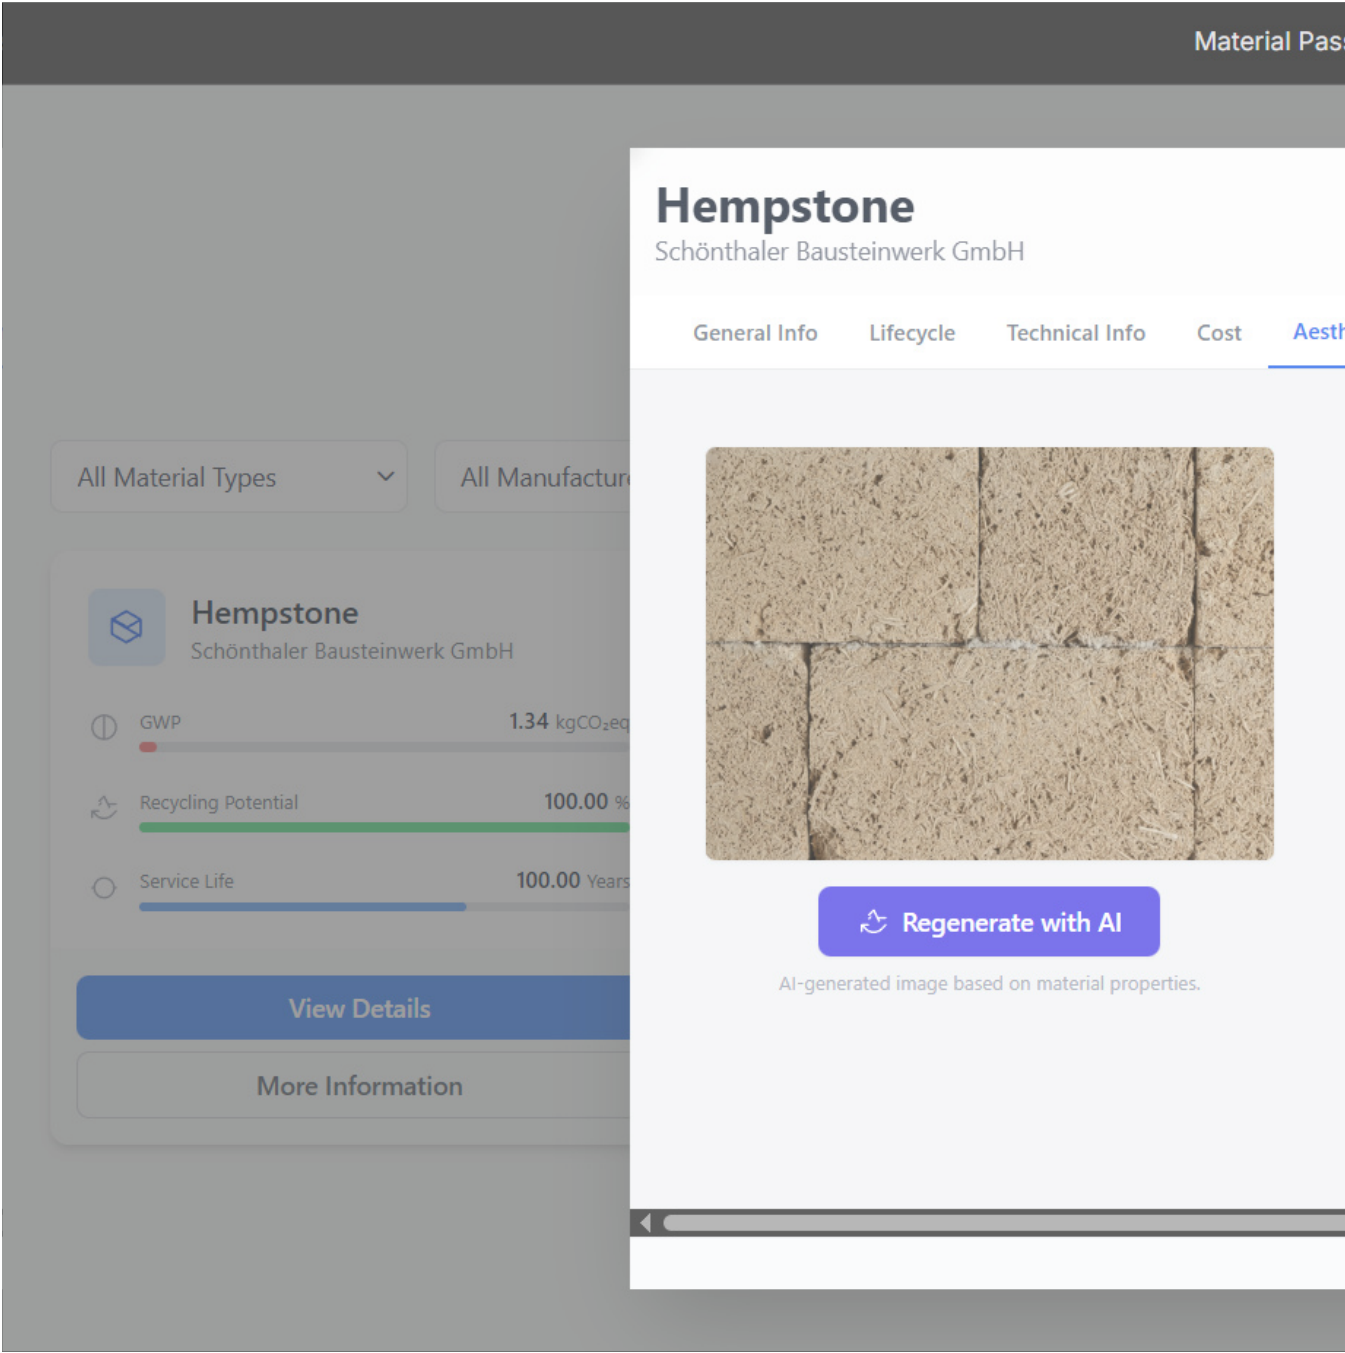 Material Pas
Hempstone
Schönthaler Bausteinwerk GmbH
General Info Lifecycle Technical Info Cost Aesth
All Material Types All Manufactur
Hempstone
Schönthaler Bausteinwerk GmbH
GWP 1.34 kgCO₂eq
Recycling Potential 100.00 %
Service Life 100.00 Years
View Details
More Information
Regenerate with AI
AI-generated image based on material properties.